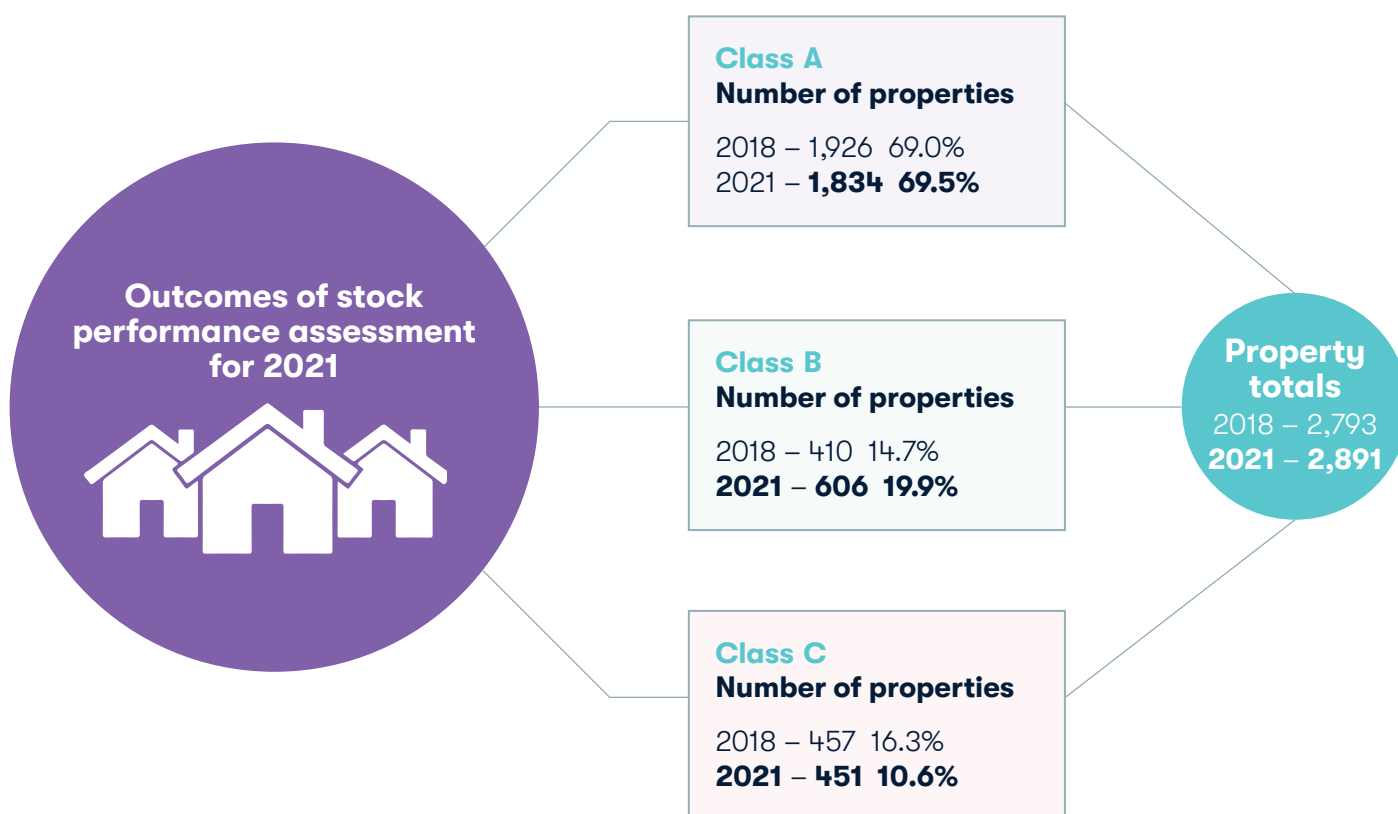 Outcomes of stock
performance assessment
for 2021
Class A
Number of properties
2018 – 1,926 69.0%
2021 – 1,834 69.5%
Class B
Number of properties
2018 – 410 14.7%
2021 – 606 19.9%
Class C
Number of properties
2018 – 457 16.3%
2021 – 451 10.6%
Property
totals
2018 – 2,793
2021 – 2,891